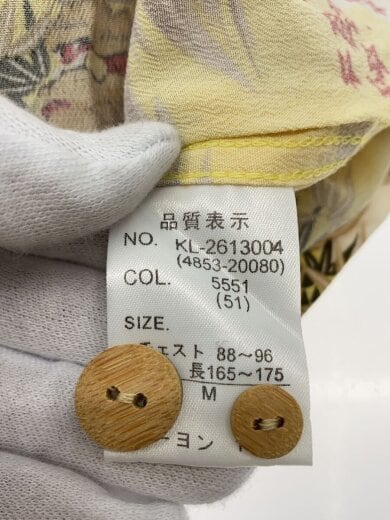 品質表示
NO. KL-2613004
(4853-20080)
COL. 5551
(51)
SIZE.
チェスト 88〜96
長165〜175
M
ーヨン